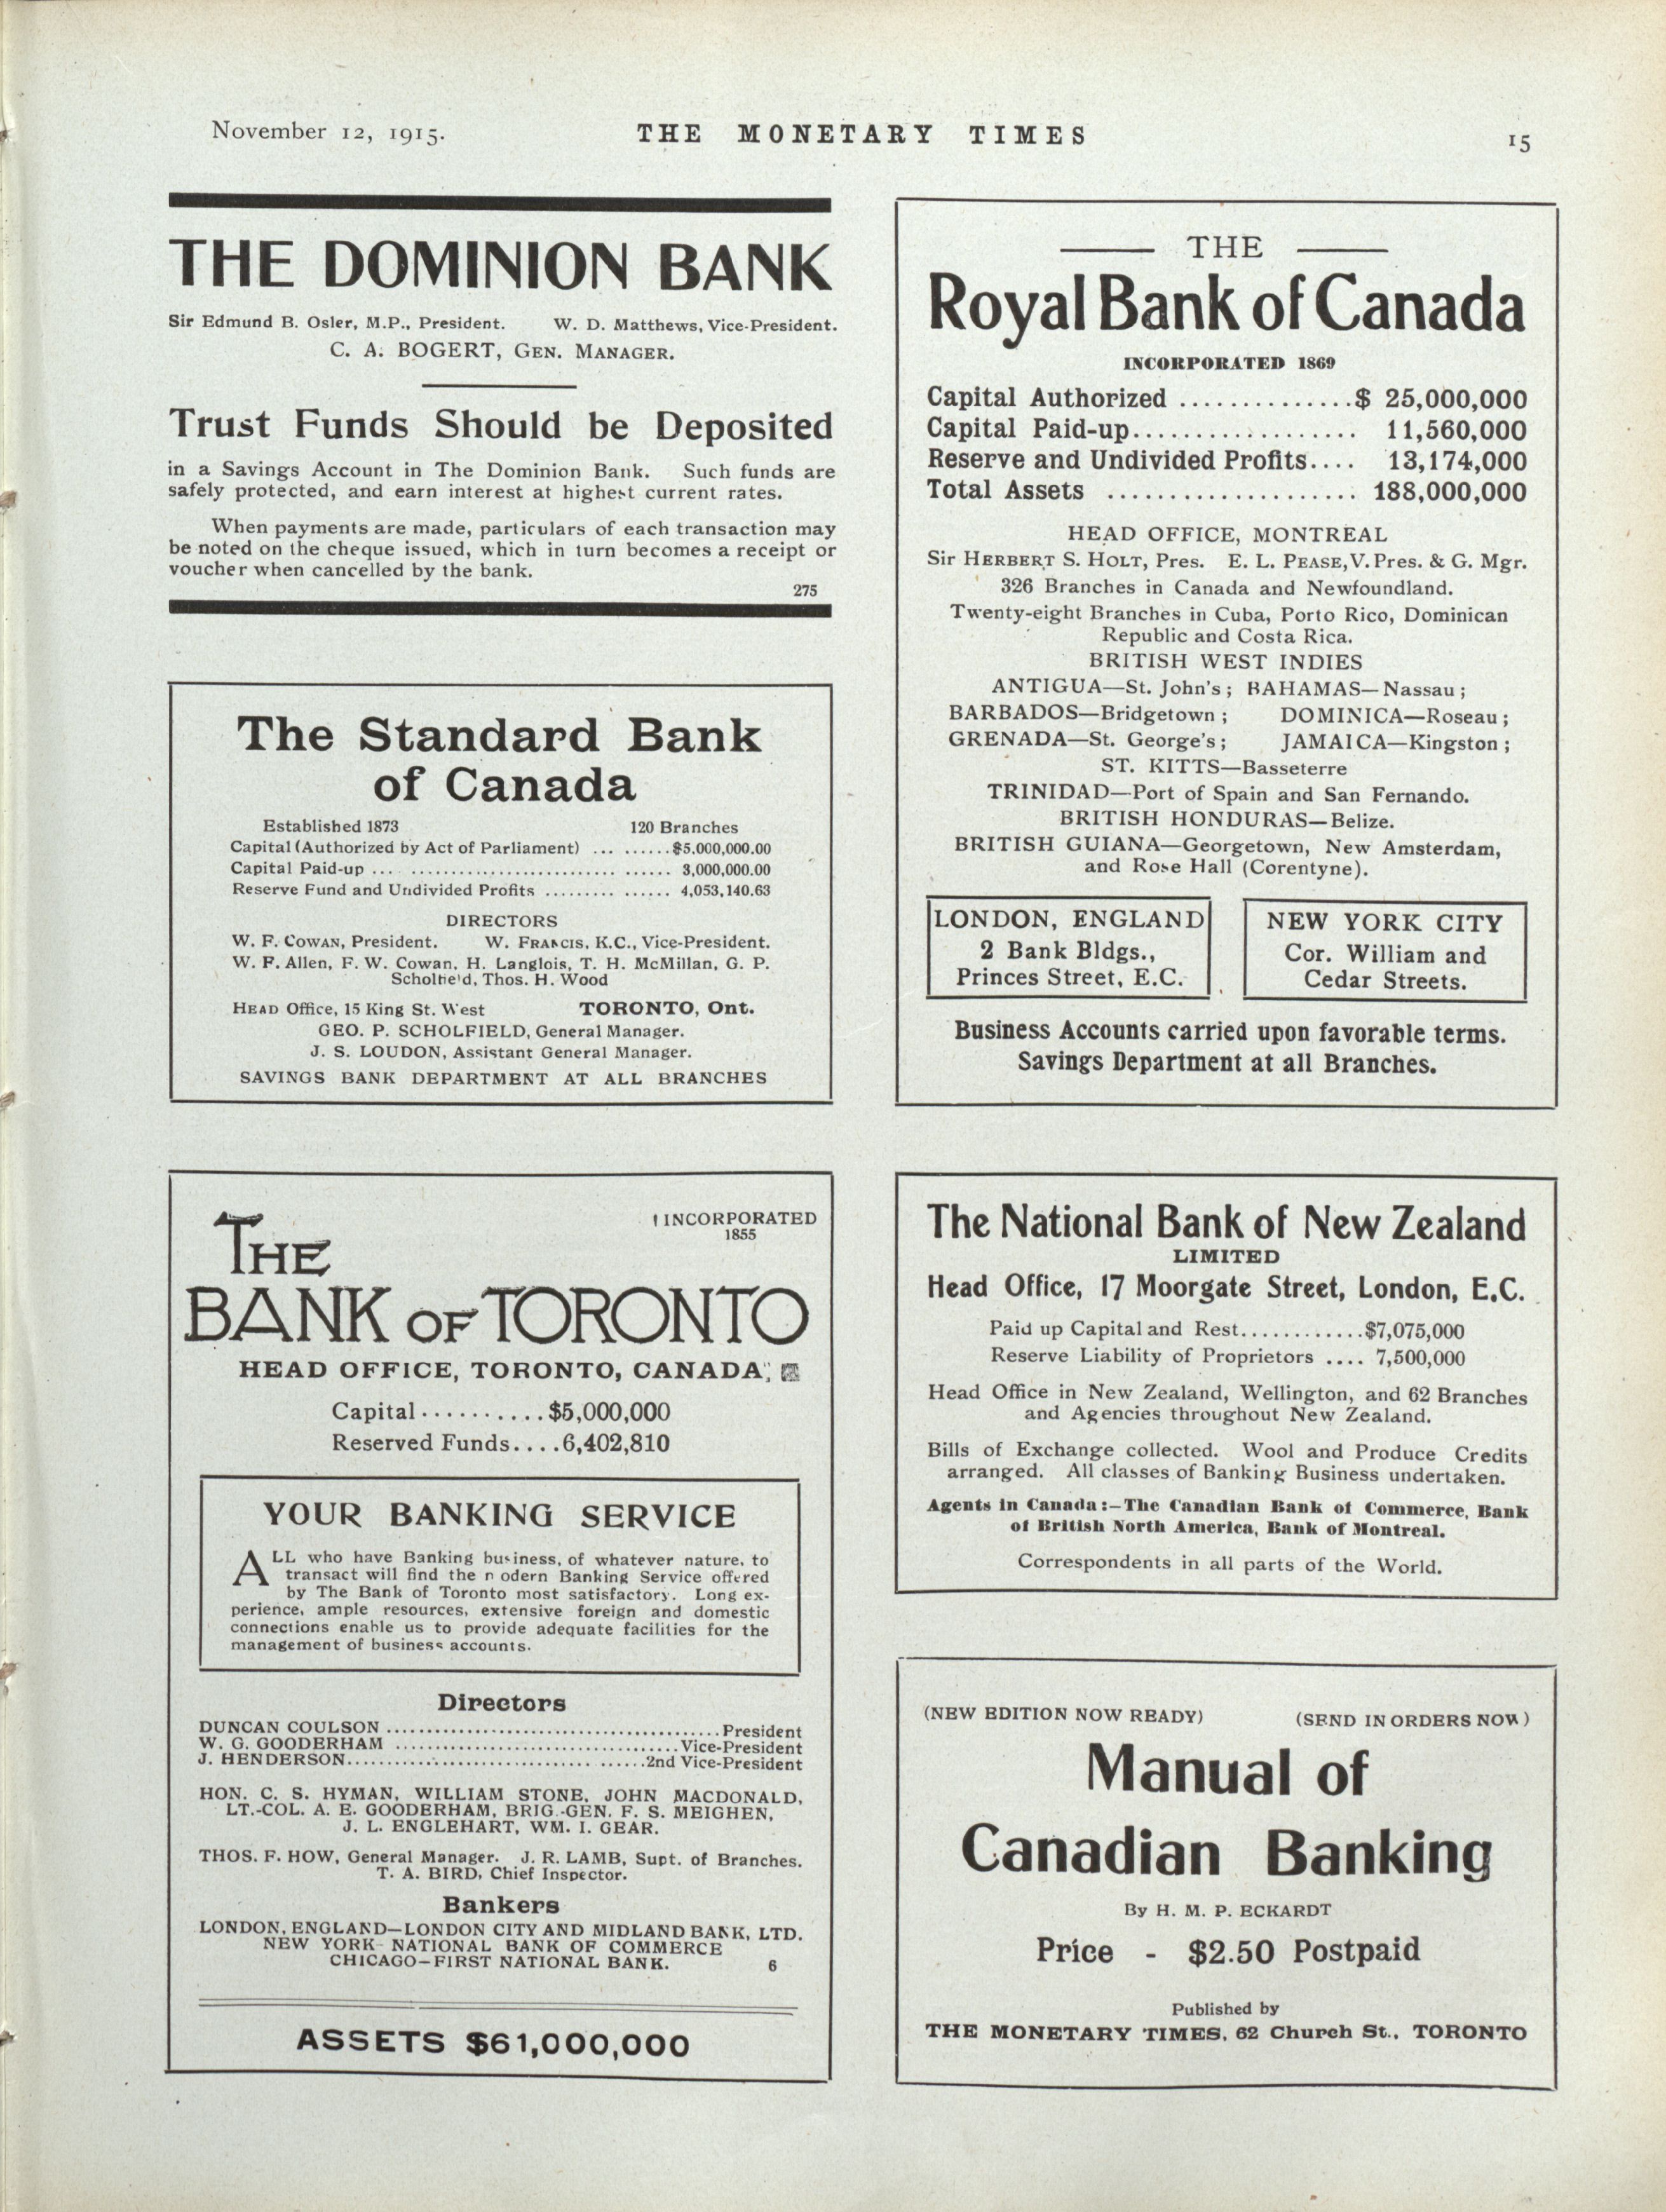 November 12, 1915.
THE MONETARY TIMES
15
THE DOMINION BANK
Sir Edmund B. Osler, M.P., President. W. D. Matthews, Vice-President.
C. A. BOGERT, GEN. MANAGER.
Trust Funds Should be Deposited
in a Savings Account in The Dominion Bank. Such funds are
safely protected, and earn interest at highest current rates.
When payments are made, particulars of each transaction may
be noted on the cheque issued, which in turn becomes a receipt or
voucher when cancelled by the bank.
275
The Standard Bank
of Canada
Established 1873 120 Branches
Capital (Authorized by Act of Parliament) ... ......$5,000,000.00
Capital Paid-up ... ............................ ...... 3,000,000.00
Reserve Fund and Undivided Profits ......... ...... 4,053,140.63
DIRECTORS
W. F. COWAN, President. W. FRANCIS, K.C., Vice-President.
W. F. Allen, F. W. Cowan, H. Langlois, T. H. McMillan, G. P.
Scholfield, Thos. H. Wood
HEAD Office, 15 King St. West TORONTO, Ont.
GEO. P. SCHOLFIELD, General Manager.
J. S. LOUDON, Assistant General Manager.
SAVINGS BANK DEPARTMENT AT ALL BRANCHES
INCORPORATED
1855
THE
BANK OF TORONTO
HEAD OFFICE, TORONTO, CANADA
Capital..........$5,000,000
Reserved Funds....6,402,810
YOUR BANKING SERVICE
ALL who have Banking business, of whatever nature, to
transact will find the modern Banking Service offered
by The Bank of Toronto most satisfactory. Long ex-
perience, ample resources, extensive foreign and domestic
connections enable us to provide adequate facilities for the
management of business accounts.
Directors
DUNCAN COULSON ..........................................President
W. G. GOODERHAM ....................................Vice-President
J. HENDERSON......................................2nd Vice-President
HON. C. S. HYMAN, WILLIAM STONE, JOHN MACDONALD,
LT.-COL. A. E. GOODERHAM, BRIG.-GEN. F. S. MEIGHEN,
J. L. ENGLEHART, WM. I. GEAR.
THOS. F. HOW, General Manager. J. R. LAMB, Supt. of Branches.
T. A. BIRD, Chief Inspector.
Bankers
LONDON, ENGLAND—LONDON CITY AND MIDLAND BANK, LTD.
NEW YORK—NATIONAL BANK OF COMMERCE
CHICAGO—FIRST NATIONAL BANK.
6
ASSETS $61,000,000
THE
Royal Bank of Canada
INCORPORATED 1869
Capital Authorized ..............$ 25,000,000
Capital Paid-up.................. 11,560,000
Reserve and Undivided Profits.... 13,174,000
Total Assets .................... 188,000,000
HEAD OFFICE, MONTREAL
Sir HERBERT S. HOLT, Pres. E. L. PEASE, V. Pres. & G. Mgr.
326 Branches in Canada and Newfoundland.
Twenty-eight Branches in Cuba, Porto Rico, Dominican
Republic and Costa Rica.
BRITISH WEST INDIES
ANTIGUA—St. John's; BAHAMAS—Nassau;
BARBADOS—Bridgetown; DOMINICA—Roseau;
GRENADA—St. George's; JAMAICA—Kingston;
ST. KITTS—Basseterre
TRINIDAD—Port of Spain and San Fernando.
BRITISH HONDURAS—Belize.
BRITISH GUIANA—Georgetown, New Amsterdam,
and Rose Hall (Corentyne).
LONDON, ENGLAND
2 Bank Bldgs.,
Princes Street, E.C.
NEW YORK CITY
Cor. William and
Cedar Streets.
Business Accounts carried upon favorable terms.
Savings Department at all Branches.
The National Bank of New Zealand
LIMITED
Head Office, 17 Moorgate Street, London, E.C.
Paid up Capital and Rest............$7,075,000
Reserve Liability of Proprietors .... 7,500,000
Head Office in New Zealand, Wellington, and 62 Branches
and Agencies throughout New Zealand.
Bills of Exchange collected. Wool and Produce Credits
arranged. All classes of Banking Business undertaken.
Agents in Canada:—The Canadian Bank of Commerce, Bank
of British North America, Bank of Montreal.
Correspondents in all parts of the World.
(NEW EDITION NOW READY) (SEND IN ORDERS NOW)
Manual of
Canadian Banking
By H. M. P. ECKARDT
Price - $2.50 Postpaid
Published by
THE MONETARY TIMES, 62 Church St., TORONTO